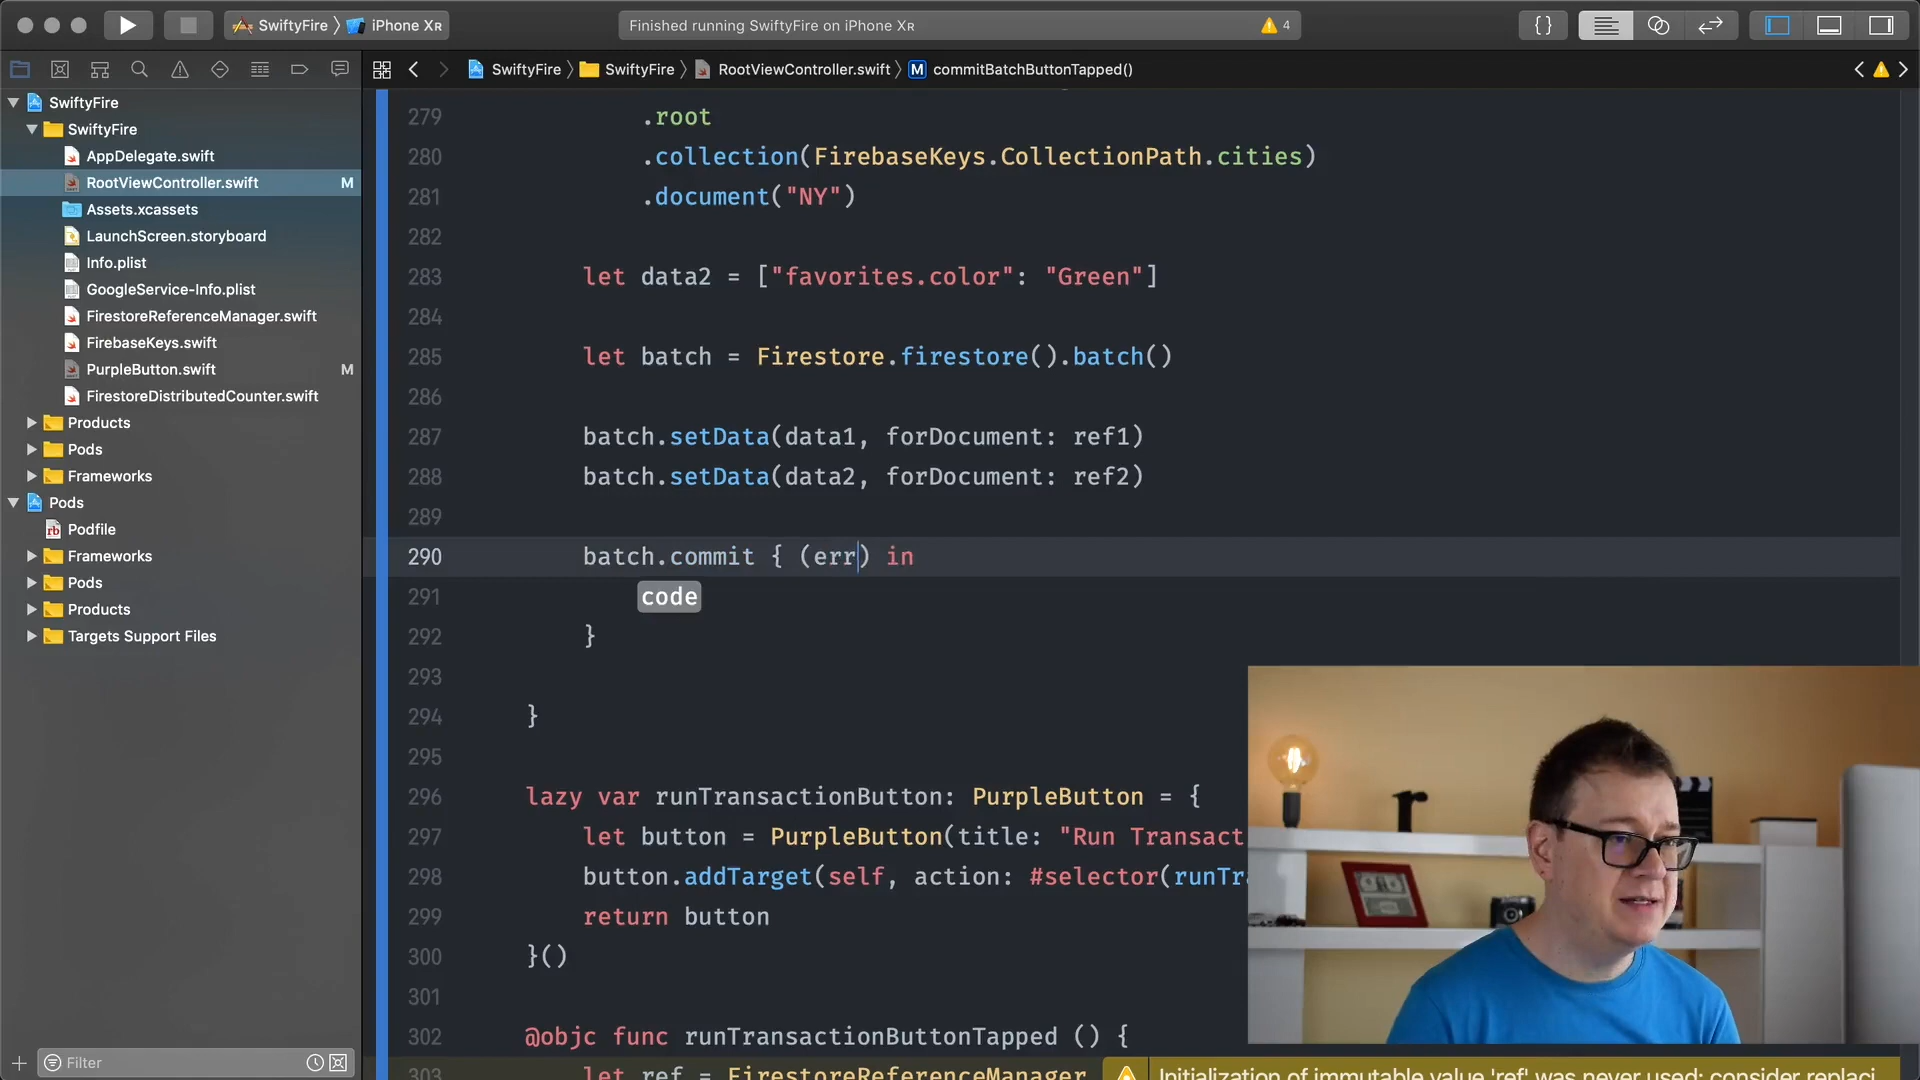 SwiftyFire 〉 iPhone XR
Finished running SwiftyFire on iPhone XR
4
{ }
SwiftyFire 〉 SwiftyFire 〉 RootViewController.swift 〉 M commitBatchButtonTapped()
SwiftyFire
SwiftyFire
AppDelegate.swift
RootViewController.swift M
Assets.xcassets
LaunchScreen.storyboard
Info.plist
GoogleService-Info.plist
FirestoreReferenceManager.swift
FirebaseKeys.swift
PurpleButton.swift M
FirestoreDistributedCounter.swift
Products
Pods
Frameworks
Pods
rb Podfile
Frameworks
Pods
Products
Targets Support Files
Filter
279 .root
280 .collection(FirebaseKeys.CollectionPath.cities)
281 .document("NY")
282
283 let data2 = ["favorites.color": "Green"]
284
285 let batch = Firestore.firestore().batch()
286
287 batch.setData(data1, forDocument: ref1)
288 batch.setData(data2, forDocument: ref2)
289
290 batch.commit { (err) in
291 code
292 }
293
294 }
295
296 lazy var runTransactionButton: PurpleButton = {
297 let button = PurpleButton(title: "Run Transact
298 button.addTarget(self, action: #selector(runTr
299 return button
300 }()
301
302 @objc func runTransactionButtonTapped () {
303 let ref = FirestoreReferenceManager
Initialization of immutable value 'ref' was never used; consider replaci